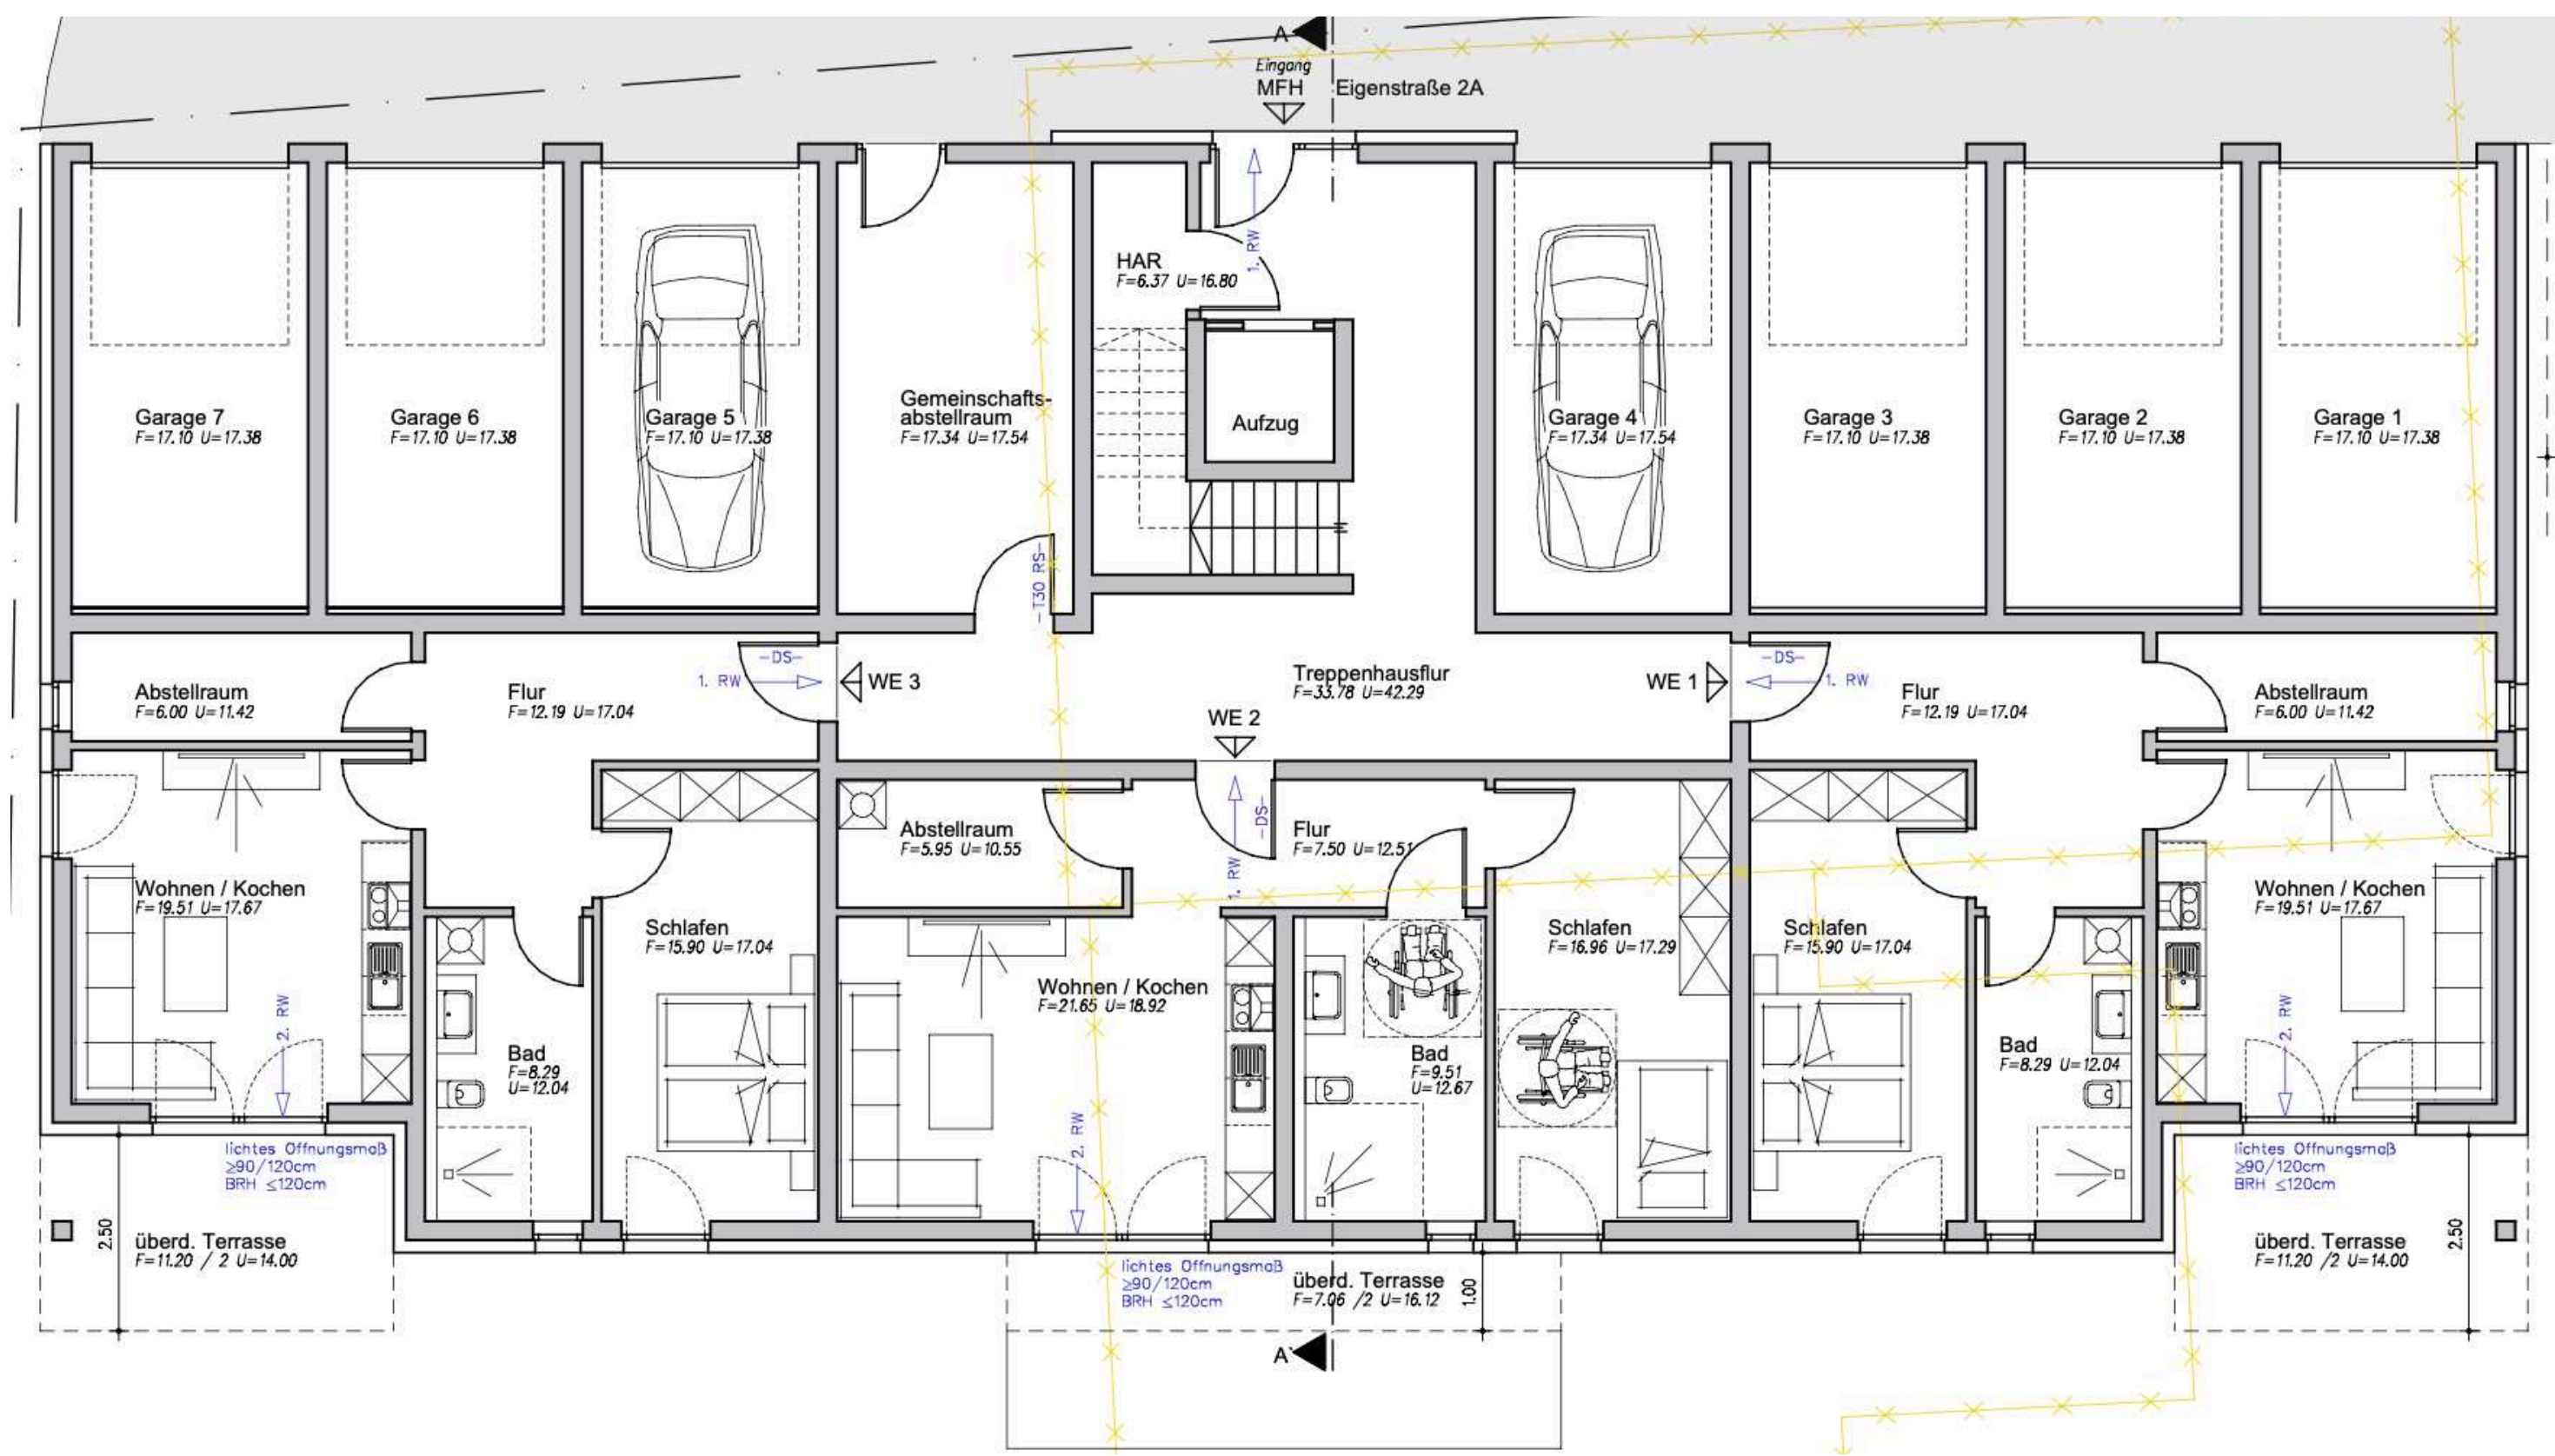 A
Eingang
MFH
Eigenstraße 2A
1. RW
HAR
F=6.37 U=16.80
Garage 7
F=17.10 U=17.38
Garage 6
F=17.10 U=17.38
Garage 5
F=17.10 U=17.38
Gemeinschafts-
abstellraum
F=17.34 U=17.54
Aufzug
Garage 4
F=17.34 U=17.54
Garage 3
F=17.10 U=17.38
Garage 2
F=17.10 U=17.38
Garage 1
F=17.10 U=17.38
-T30 RS-
Abstellraum
F=6.00 U=11.42
Flur
F=12.19 U=17.04
-DS-
1. RW
WE 3
Treppenhausflur
F=33.78 U=42.29
WE 1
-DS-
1. RW
Flur
F=12.19 U=17.04
Abstellraum
F=6.00 U=11.42
WE 2
Abstellraum
F=5.95 U=10.55
-DS-
1. RW
Flur
F=7.50 U=12.51
Wohnen / Kochen
F=19.51 U=17.67
Schlafen
F=15.90 U=17.04
Wohnen / Kochen
F=21.65 U=18.92
Schlafen
F=16.96 U=17.29
Schlafen
F=15.90 U=17.04
Wohnen / Kochen
F=19.51 U=17.67
2. RW
Bad
F=8.29
U=12.04
2. RW
Bad
F=9.51
U=12.67
Bad
F=8.29 U=12.04
2. RW
lichtes Öffnungsmaß
≥90/120cm
BRH ≤120cm
lichtes Öffnungsmaß
≥90/120cm
BRH ≤120cm
2.50
überd. Terrasse
F=11.20 / 2 U=14.00
lichtes Öffnungsmaß
≥90/120cm
BRH ≤120cm
überd. Terrasse
F=7.06 /2 U=16.12
1.00
überd. Terrasse
F=11.20 /2 U=14.00
2.50
A`